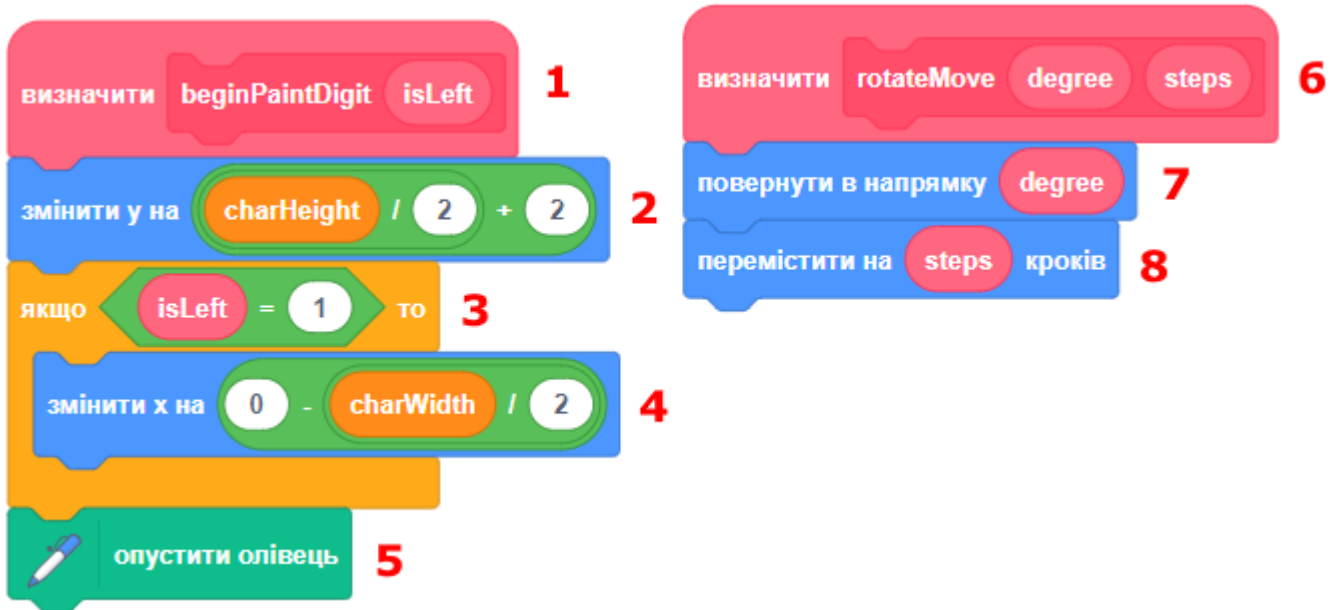 визначити beginPaintDigit isLeft 1
змінити y на charHeight / 2 + 2 2
якщо isLeft = 1 то 3
змінити x на 0 - charWidth / 2 4
опустити олівець 5
визначити rotateMove degree steps 6
повернути в напрямку degree 7
перемістити на steps кроків 8